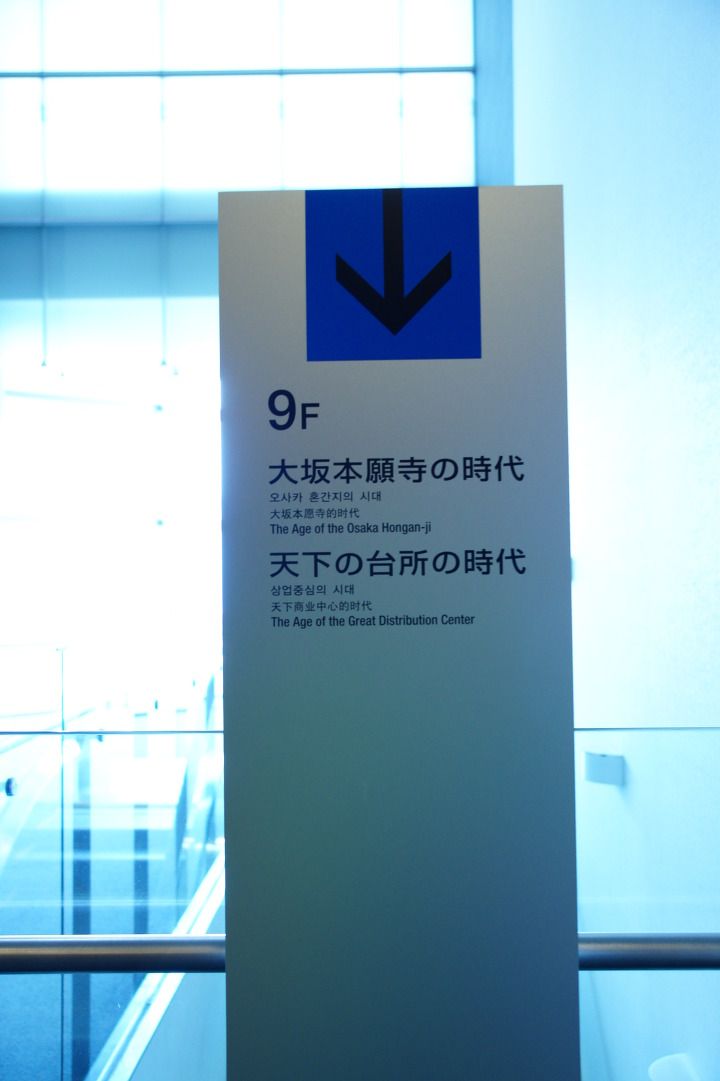 9F
大坂本願寺の時代
오사카 혼간지의 시대
大坂本愿寺的时代
The Age of the Osaka Hongan-ji
天下の台所の時代
상업중심의 시대
天下商业中心的时代
The Age of the Great Distribution Center